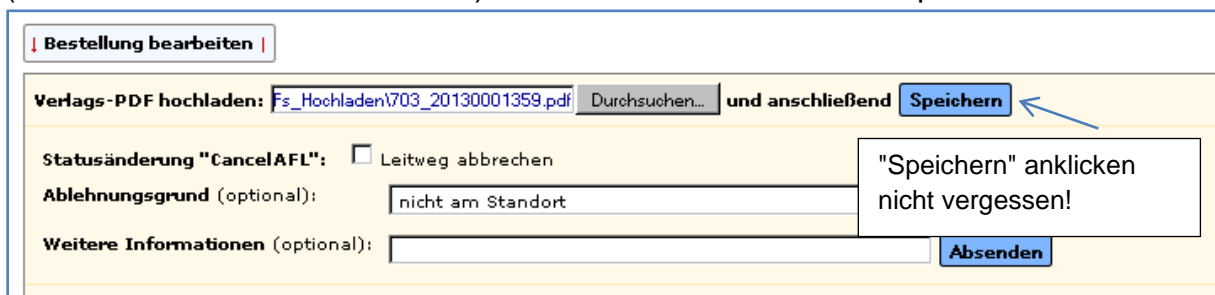 Bestellung bearbeiten
Verlags-PDF hochladen: Fs_Hochladen\703_20130001359.pdf Durchsuchen... und anschließend Speichern
Statusänderung "CancelAFL": Leitweg abbrechen
Ablehnungsgrund (optional): nicht am Standort
Weitere Informationen (optional): Absenden
"Speichern" anklicken
nicht vergessen!